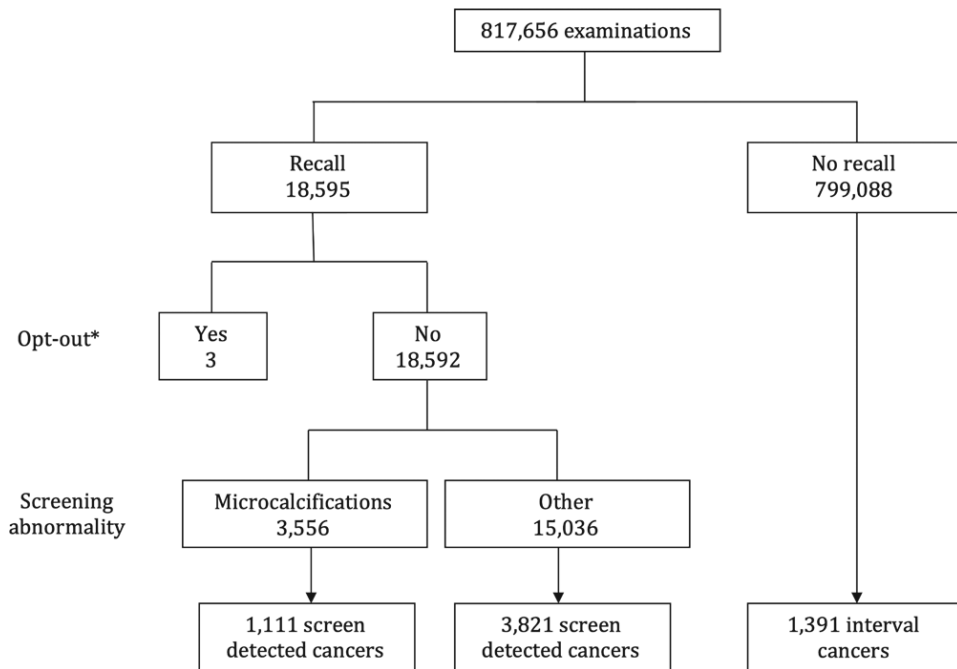 817,656 examinations
Recall
18,595
No recall
799,088
Opt-out*
Yes
3
No
18,592
Screening
abnormality
Microcalcifications
3,556
Other
15,036
1,111 screen
detected cancers
3,821 screen
detected cancers
1,391 interval
cancers